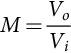 M = V_o / V_i